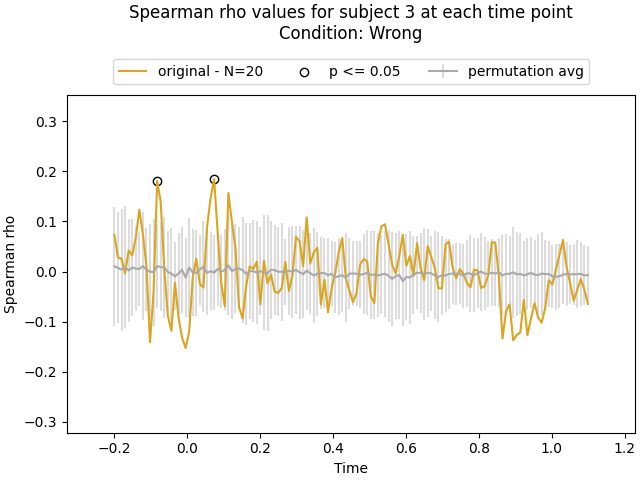 Spearman rho values for subject 3 at each time point
Condition: Wrong
original - N=20
p <= 0.05
permutation avg
0.3
0.2
0.1
0.0
−0.1
−0.2
−0.3
Spearman rho
−0.2
0.0
0.2
0.4
0.6
0.8
1.0
1.2
Time